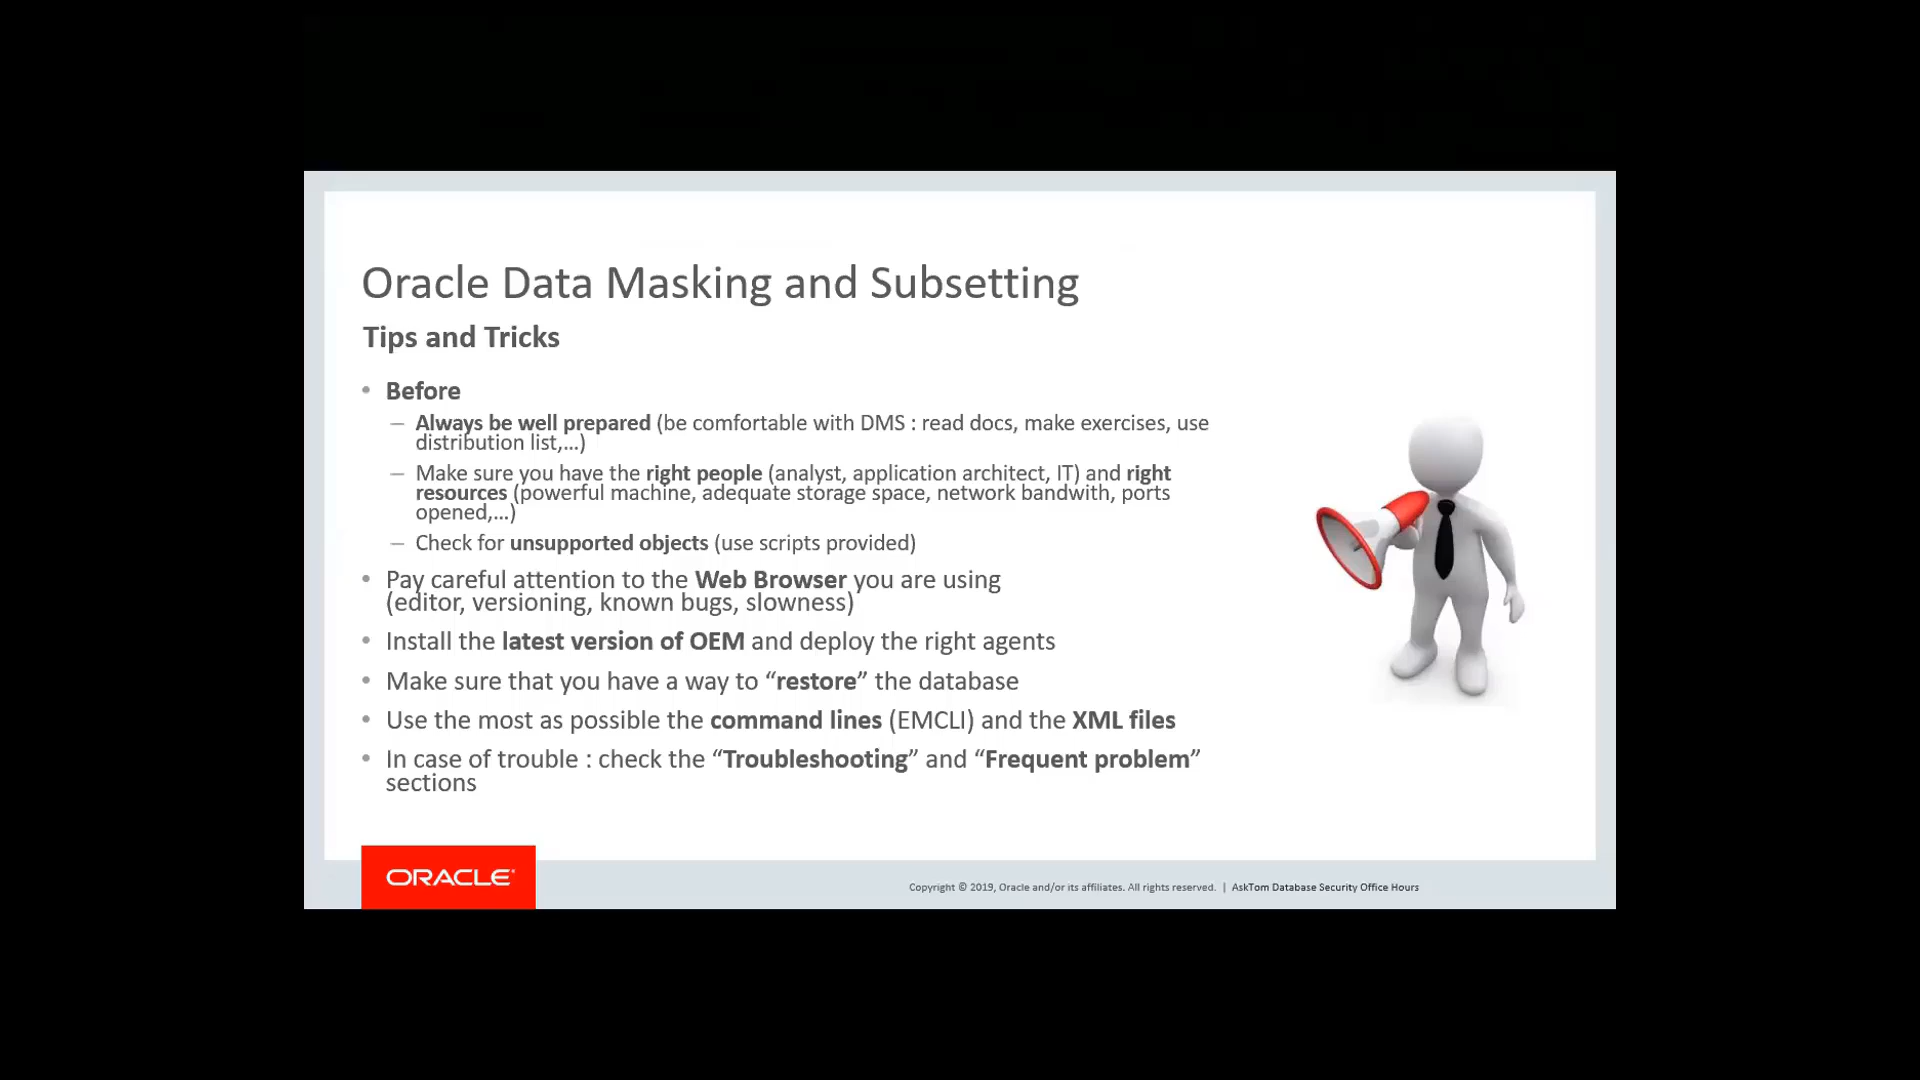 Oracle Data Masking and Subsetting
Tips and Tricks
• Before
– Always be well prepared (be comfortable with DMS : read docs, make exercises, use
distribution list,...)
– Make sure you have the right people (analyst, application architect, IT) and right
resources (powerful machine, adequate storage space, network bandwith, ports
opened,...)
– Check for unsupported objects (use scripts provided)
• Pay careful attention to the Web Browser you are using
(editor, versioning, known bugs, slowness)
• Install the latest version of OEM and deploy the right agents
• Make sure that you have a way to “restore” the database
• Use the most as possible the command lines (EMCLI) and the XML files
• In case of trouble : check the “Troubleshooting” and “Frequent problem”
sections
ORACLE®
Copyright © 2019, Oracle and/or its affiliates. All rights reserved. | AskTom Database Security Office Hours